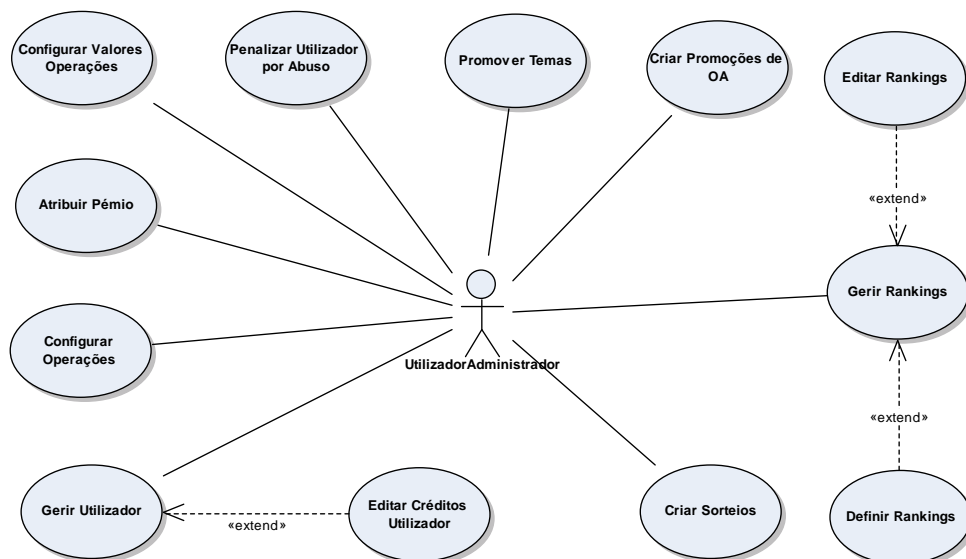 Configurar Valores
Operações
Penalizar Utilizador
por Abuso
Promover Temas
Criar Promoções de
OA
Editar Rankings
Atribuir Pémio
«extend»
Gerir Rankings
Configurar
Operações
UtilizadorAdministrador
«extend»
Gerir Utilizador
«extend»
Editar Créditos
Utilizador
Criar Sorteios
Definir Rankings